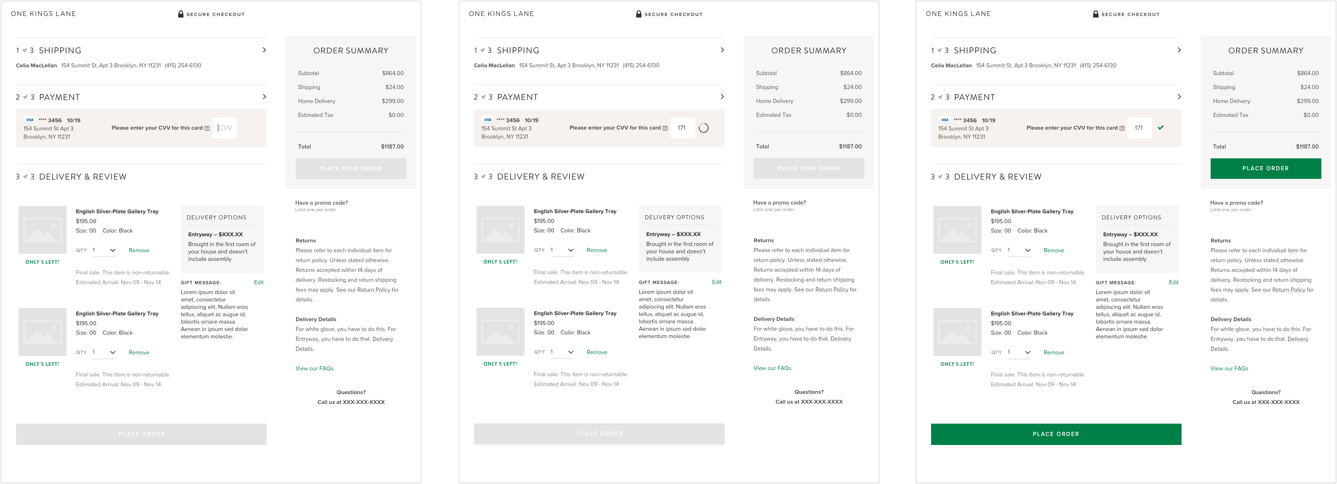 ONE KINGS LANE
SECURE CHECKOUT
1 of 3 SHIPPING
Celia MacLellan 154 Summit St, Apt 3 Brooklyn, NY 11231 (415) 254-6130
2 of 3 PAYMENT
VISA **** 3456 10/19
154 Summit St Apt 3
Brooklyn, NY 11231
Please enter your CVV for this card ?
CVV
3 of 3 DELIVERY & REVIEW
English Silver-Plate Gallery Tray
$195.00
Size: 00 Color: Black
QTY 1 Remove
ONLY 5 LEFT!
Final sale. This item is non-returnable.
Estimated Arrival: Nov 09 - Nov 14
English Silver-Plate Gallery Tray
$195.00
Size: 00 Color: Black
QTY 1 Remove
ONLY 5 LEFT!
Final sale. This item is non-returnable.
Estimated Arrival: Nov 09 - Nov 14
DELIVERY OPTIONS
Entryway – $XXX.XX
Brought in the first room of
your house and doesn't
include assembly
GIFT MESSAGE: Edit
Lorem ipsum dolor sit
amet, consectetur
adipiscing elit. Nullam eros
tellus, aliquet ac augue id,
lobortis ornare massa.
Aenean in ipsum sed dolor
elementum molestie.
PLACE ORDER
ORDER SUMMARY
Subtotal $864.00
Shipping $24.00
Home Delivery $299.00
Estimated Tax $0.00
Total $1187.00
PLACE YOUR ORDER
Have a promo code?
Limit one per order
Returns
Please refer to each individual item for
return policy. Unless stated othewise,
Returns accepted within 14 days of
delivery. Restocking and return shipping
fees may apply. See our Return Policy for
details.
Delivery Details
For white glove, you have to do this. For
Entryway, you have to do that. Delivery
Details.
View our FAQs
Questions?
Call us at XXX-XXX-XXXX
ONE KINGS LANE
SECURE CHECKOUT
1 of 3 SHIPPING
Celia MacLellan 154 Summit St, Apt 3 Brooklyn, NY 11231 (415) 254-6130
2 of 3 PAYMENT
VISA **** 3456 10/19
154 Summit St Apt 3
Brooklyn, NY 11231
Please enter your CVV for this card ?
171
3 of 3 DELIVERY & REVIEW
English Silver-Plate Gallery Tray
$195.00
Size: 00 Color: Black
QTY 1 Remove
ONLY 5 LEFT!
Final sale. This item is non-returnable.
Estimated Arrival: Nov 09 - Nov 14
English Silver-Plate Gallery Tray
$195.00
Size: 00 Color: Black
QTY 1 Remove
ONLY 5 LEFT!
Final sale. This item is non-returnable.
Estimated Arrival: Nov 09 - Nov 14
DELIVERY OPTIONS
Entryway – $XXX.XX
Brought in the first room of
your house and doesn't
include assembly
GIFT MESSAGE: Edit
Lorem ipsum dolor sit
amet, consectetur
adipiscing elit. Nullam eros
tellus, aliquet ac augue id,
lobortis ornare massa.
Aenean in ipsum sed dolor
elementum molestie.
PLACE ORDER
ORDER SUMMARY
Subtotal $864.00
Shipping $24.00
Home Delivery $299.00
Estimated Tax $0.00
Total $1187.00
PLACE YOUR ORDER
Have a promo code?
Limit one per order
Returns
Please refer to each individual item for
return policy. Unless stated othewise,
Returns accepted within 14 days of
delivery. Restocking and return shipping
fees may apply. See our Return Policy for
details.
Delivery Details
For white glove, you have to do this. For
Entryway, you have to do that. Delivery
Details.
View our FAQs
Questions?
Call us at XXX-XXX-XXXX
ONE KINGS LANE
SECURE CHECKOUT
1 of 3 SHIPPING
Celia MacLellan 154 Summit St, Apt 3 Brooklyn, NY 11231 (415) 254-6130
2 of 3 PAYMENT
VISA **** 3456 10/19
154 Summit St Apt 3
Brooklyn, NY 11231
Please enter your CVV for this card ?
171
3 of 3 DELIVERY & REVIEW
English Silver-Plate Gallery Tray
$195.00
Size: 00 Color: Black
QTY 1 Remove
ONLY 5 LEFT!
Final sale. This item is non-returnable.
Estimated Arrival: Nov 09 - Nov 14
English Silver-Plate Gallery Tray
$195.00
Size: 00 Color: Black
QTY 1 Remove
ONLY 5 LEFT!
Final sale. This item is non-returnable.
Estimated Arrival: Nov 09 - Nov 14
DELIVERY OPTIONS
Entryway – $XXX.XX
Brought in the first room of
your house and doesn't
include assembly
GIFT MESSAGE: Edit
Lorem ipsum dolor sit
amet, consectetur
adipiscing elit. Nullam eros
tellus, aliquet ac augue id,
lobortis ornare massa.
Aenean in ipsum sed dolor
elementum molestie.
PLACE ORDER
ORDER SUMMARY
Subtotal $864.00
Shipping $24.00
Home Delivery $299.00
Estimated Tax $0.00
Total $1187.00
PLACE ORDER
Have a promo code?
Limit one per order
Returns
Please refer to each individual item for
return policy. Unless stated othewise,
Returns accepted within 14 days of
delivery. Restocking and return shipping
fees may apply. See our Return Policy for
details.
Delivery Details
For white glove, you have to do this. For
Entryway, you have to do that. Delivery
Details.
View our FAQs
Questions?
Call us at XXX-XXX-XXXX